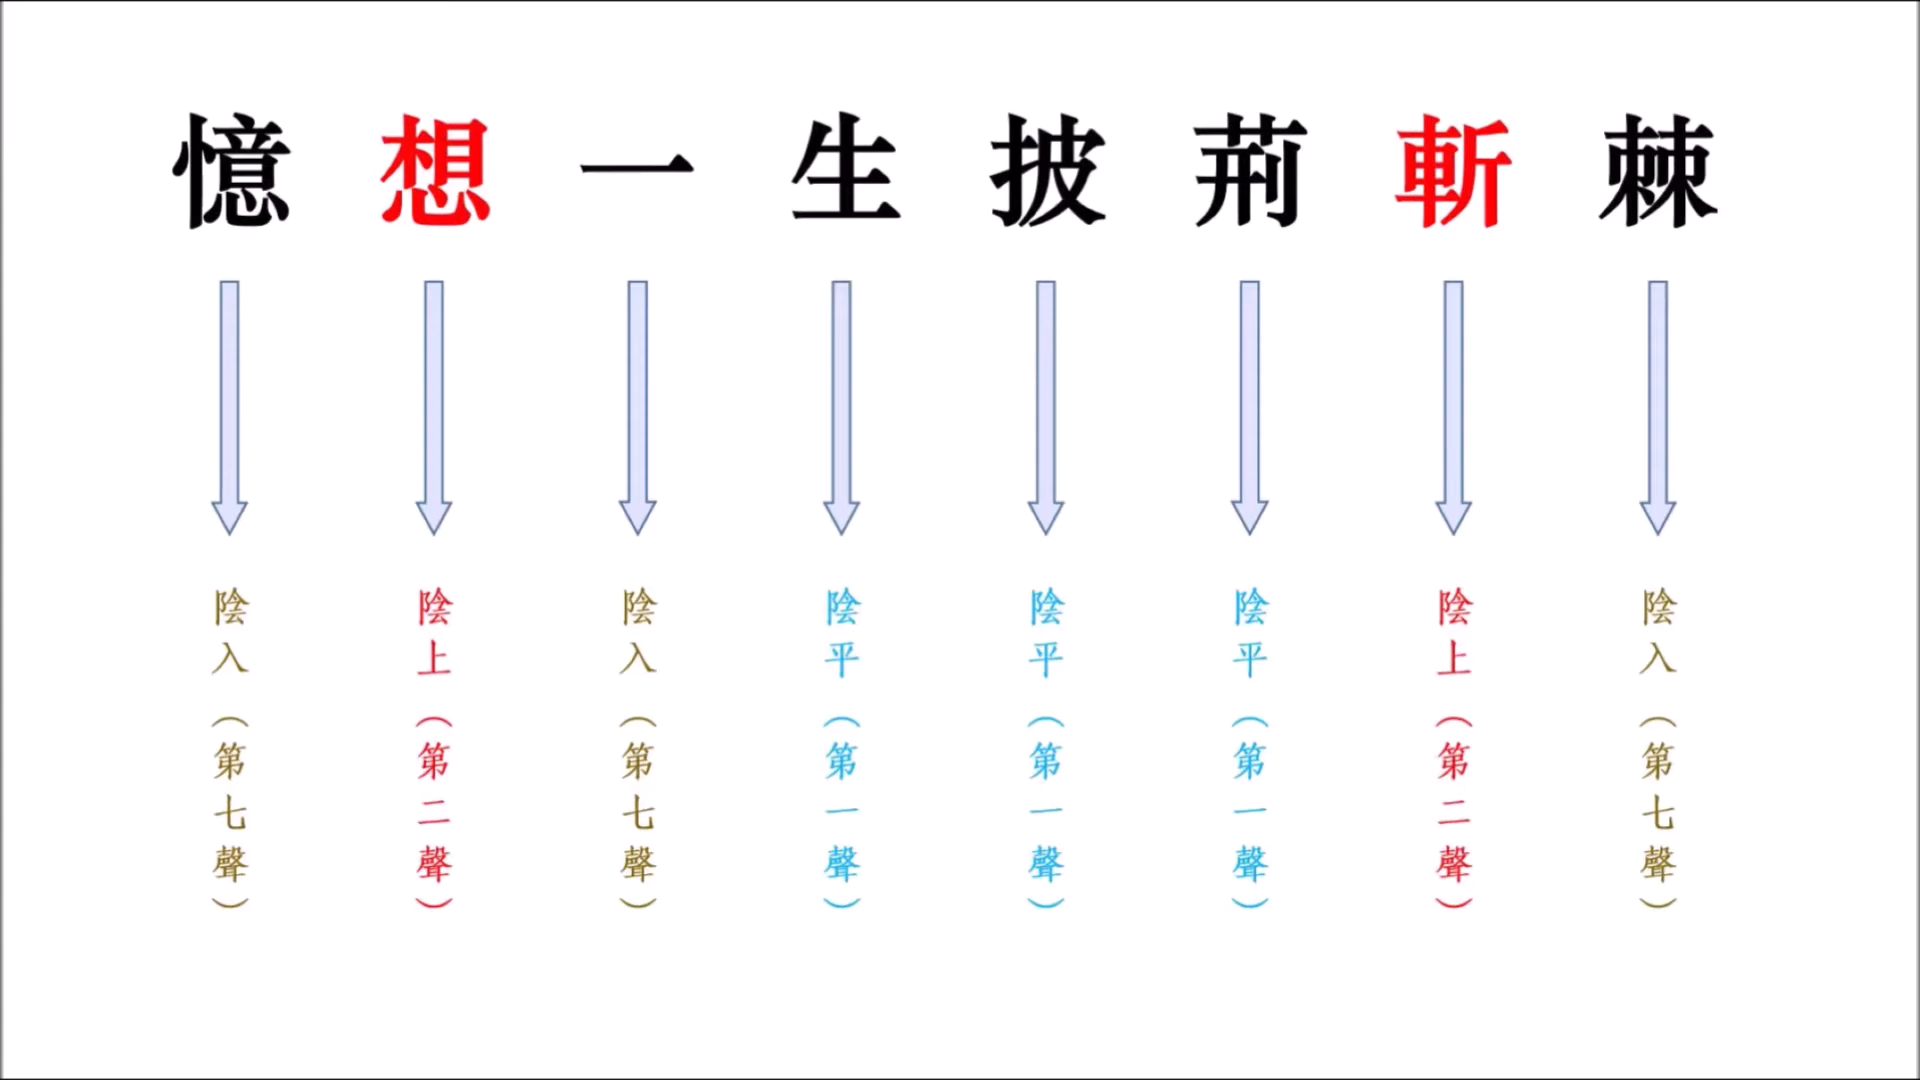 憶想一生披荊斬棘
陰入（第七聲）
陰上（第二聲）
陰入（第七聲）
陰平（第一聲）
陰平（第一聲）
陰平（第一聲）
陰上（第二聲）
陰入（第七聲）